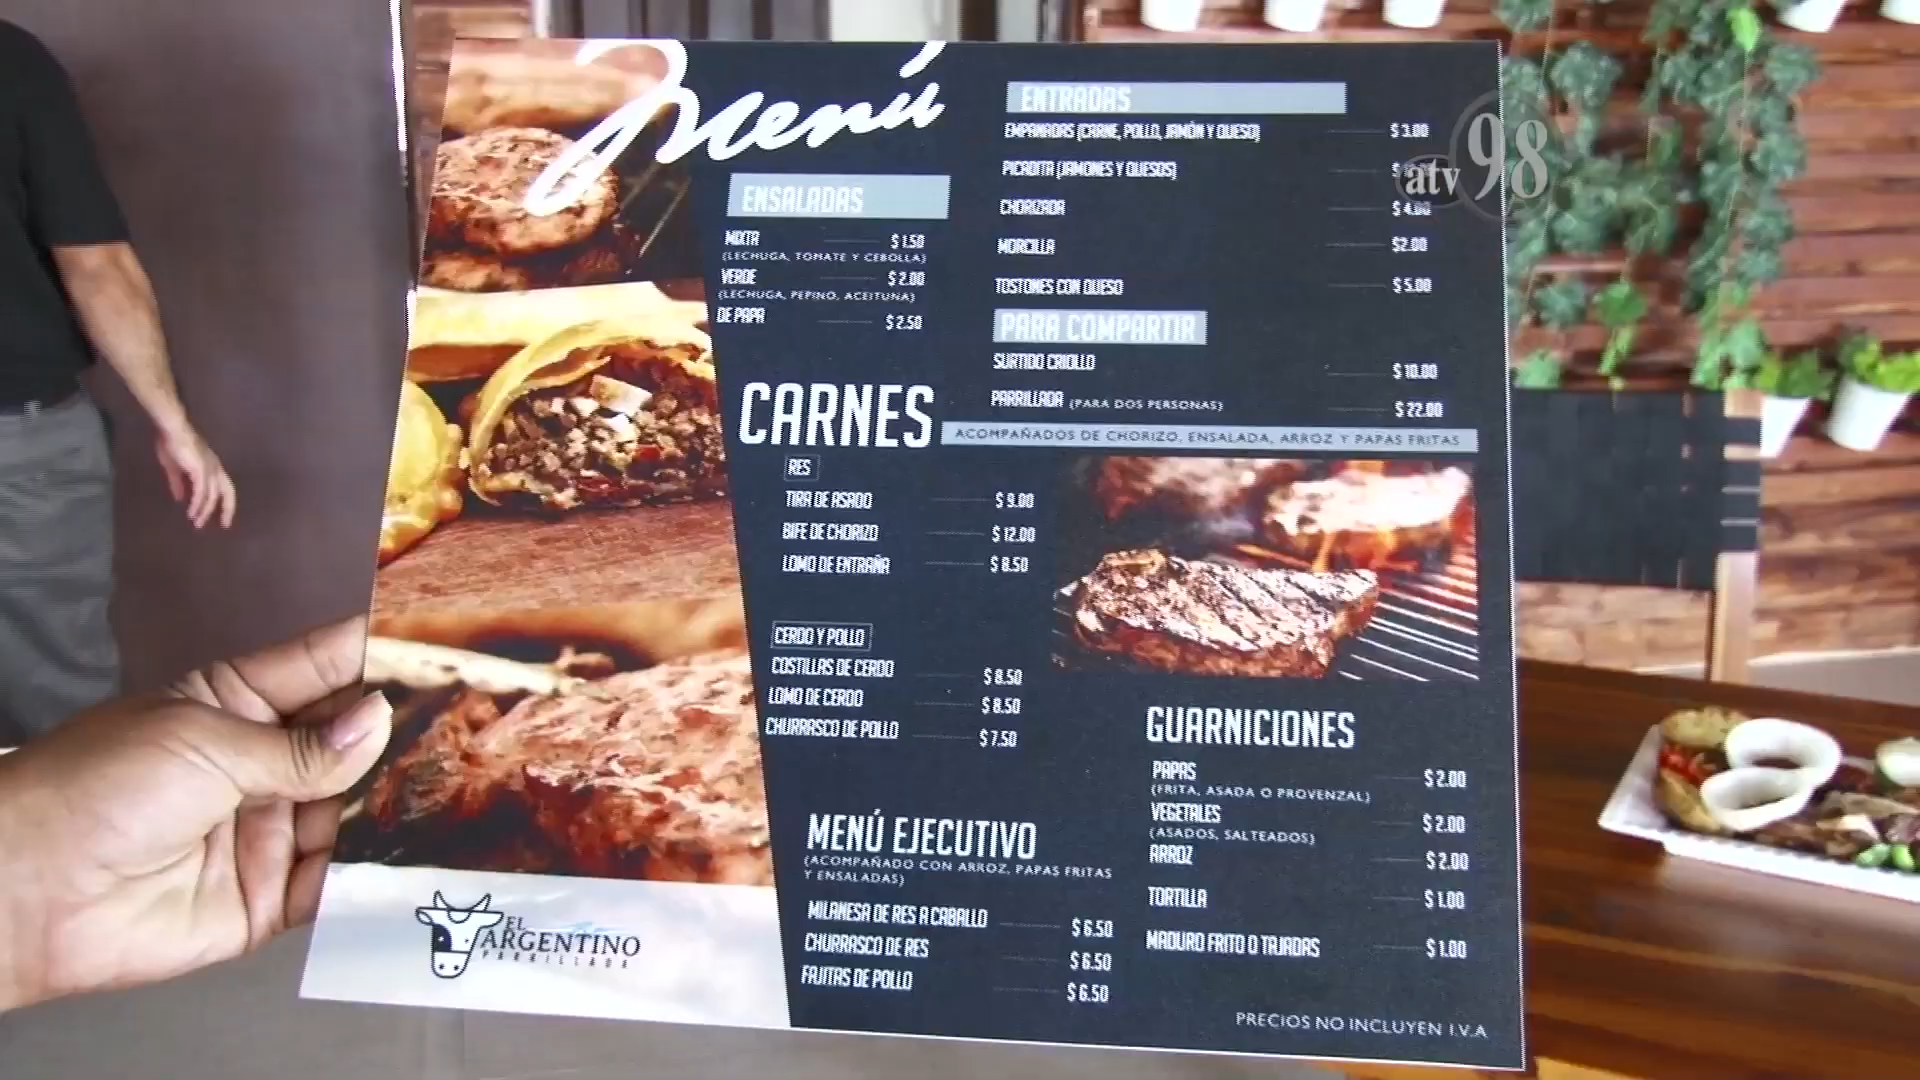 Menú
ENSALADAS
MIXTA $ 1.50
(LECHUGA, TOMATE Y CEBOLLA)
VERDE $ 2.00
(LECHUGA, PEPINO, ACEITUNA)
DE PAPA $ 2.50
ENTRADAS
EMPANADAS (CARNE, POLLO, JAMÓN Y QUESO) $ 3.00
PICADITA (JAMONES Y QUESOS) $
CHORIZADA $ 4.00
MORCILLA $2.00
TOSTONES CON QUESO $ 5.00
PARA COMPARTIR
SURTIDO CRIOLLO $ 10.00
PARRILLADA (PARA DOS PERSONAS) $ 22.00
CARNES
ACOMPAÑADOS DE CHORIZO, ENSALADA, ARROZ Y PAPAS FRITAS
RES
TIRA DE ASADO $ 9.00
BIFE DE CHORIZO $ 12.00
LOMO DE ENTRAÑA $ 8.50
CERDO Y POLLO
COSTILLAS DE CERDO $ 8.50
LOMO DE CERDO $ 8.50
CHURRASCO DE POLLO $ 7.50
MENÚ EJECUTIVO
(ACOMPAÑADO CON ARROZ, PAPAS FRITAS
Y ENSALADAS)
MILANESA DE RES A CABALLO $ 6.50
CHURRASCO DE RES $ 6.50
FAJITAS DE POLLO $ 6.50
GUARNICIONES
PAPAS $ 2.00
(FRITA, ASADA O PROVENZAL)
VEGETALES $ 2.00
(ASADOS, SALTEADOS)
ARROZ $ 2.00
TORTILLA $ 1.00
MADURO FRITO O TAJADAS $ 1.00
PRECIOS NO INCLUYEN I.V.A
EL
ARGENTINO
PARRILLADA
atv 98